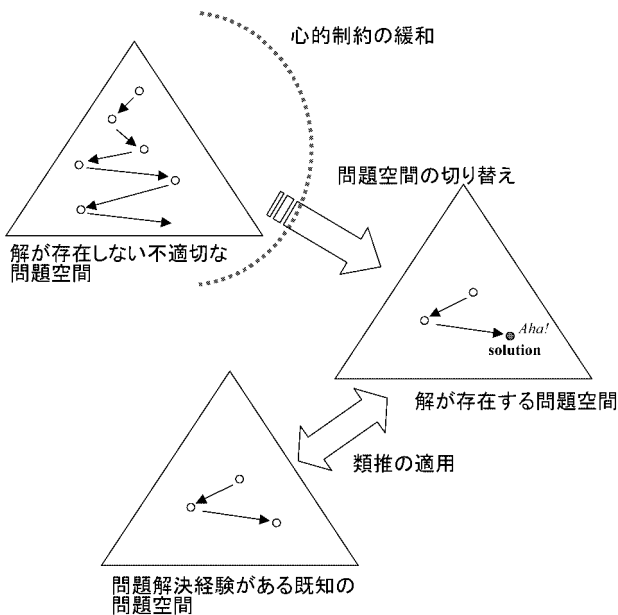 心的制約の緩和
問題空間の切り替え
解が存在しない不適切な
問題空間
Aha!
solution
解が存在する問題空間
類推の適用
問題解決経験がある既知の
問題空間